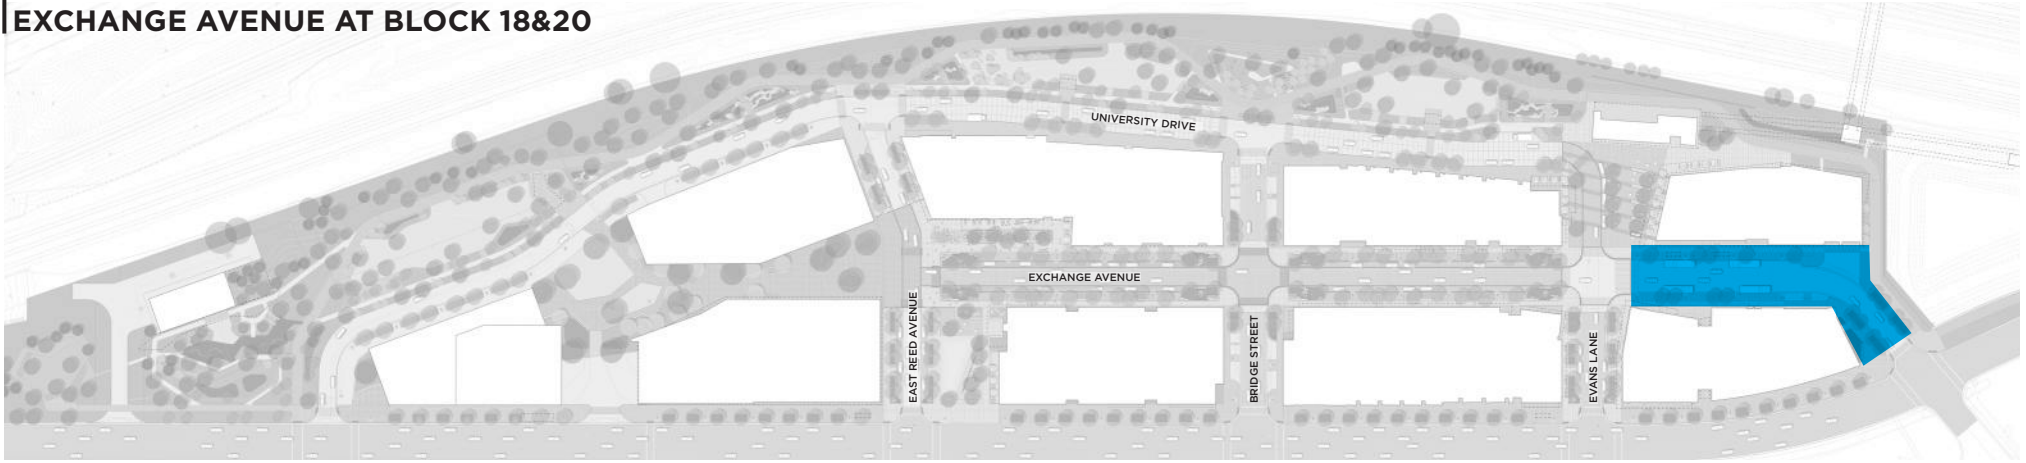 EXCHANGE AVENUE AT BLOCK 18&20
UNIVERSITY DRIVE
EXCHANGE AVENUE
EAST REED AVENUE
BRIDGE STREET
EVANS LANE